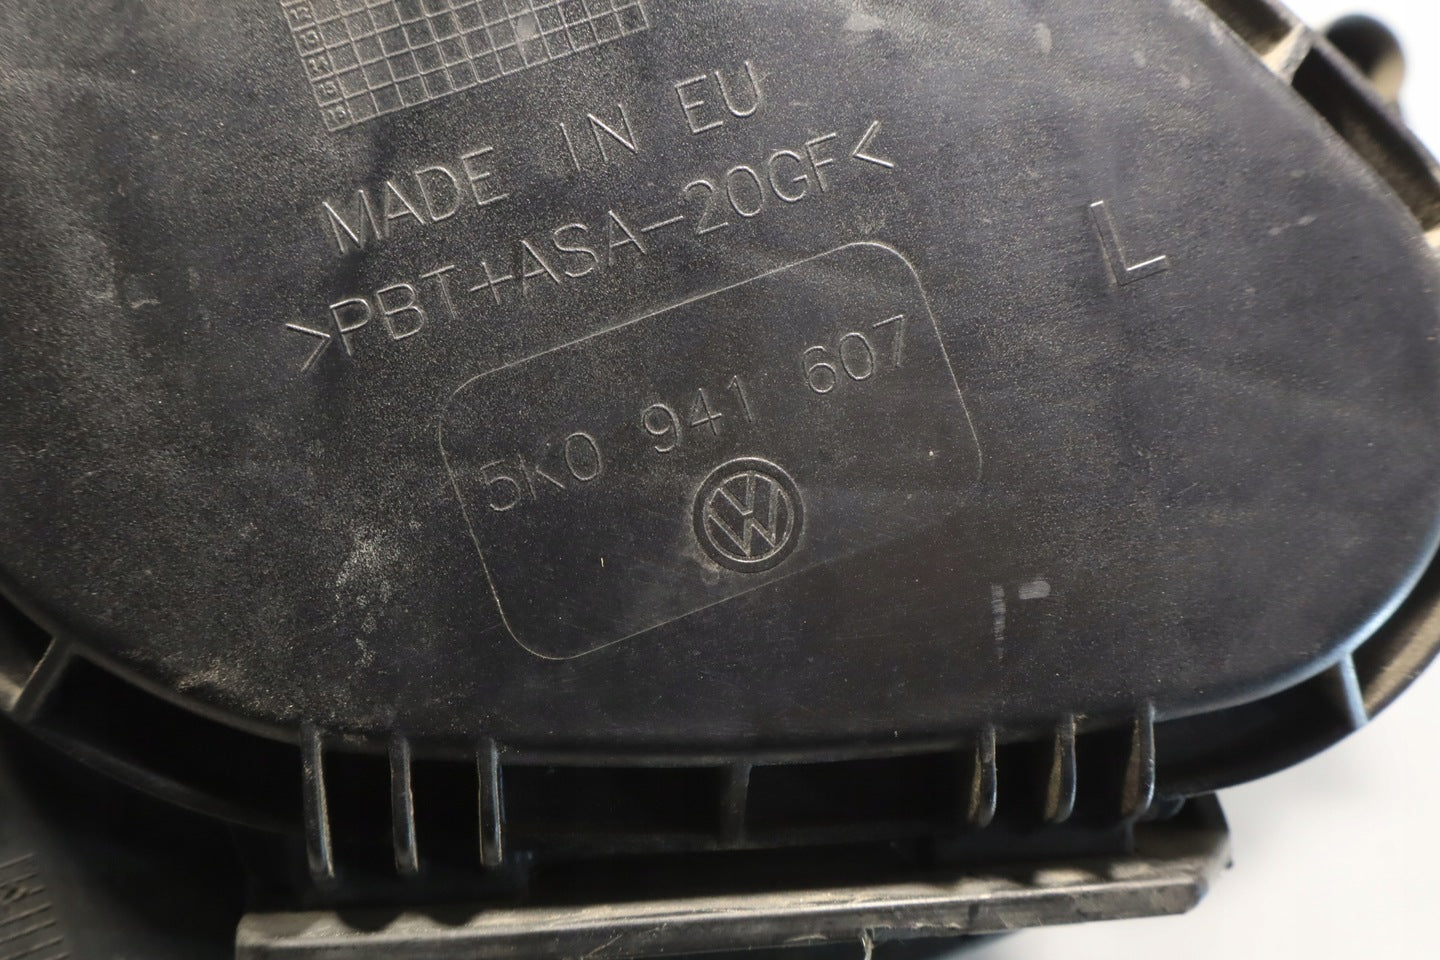 MADE IN EU
>PBT+ASA-20GF<
L
5K0 941 607